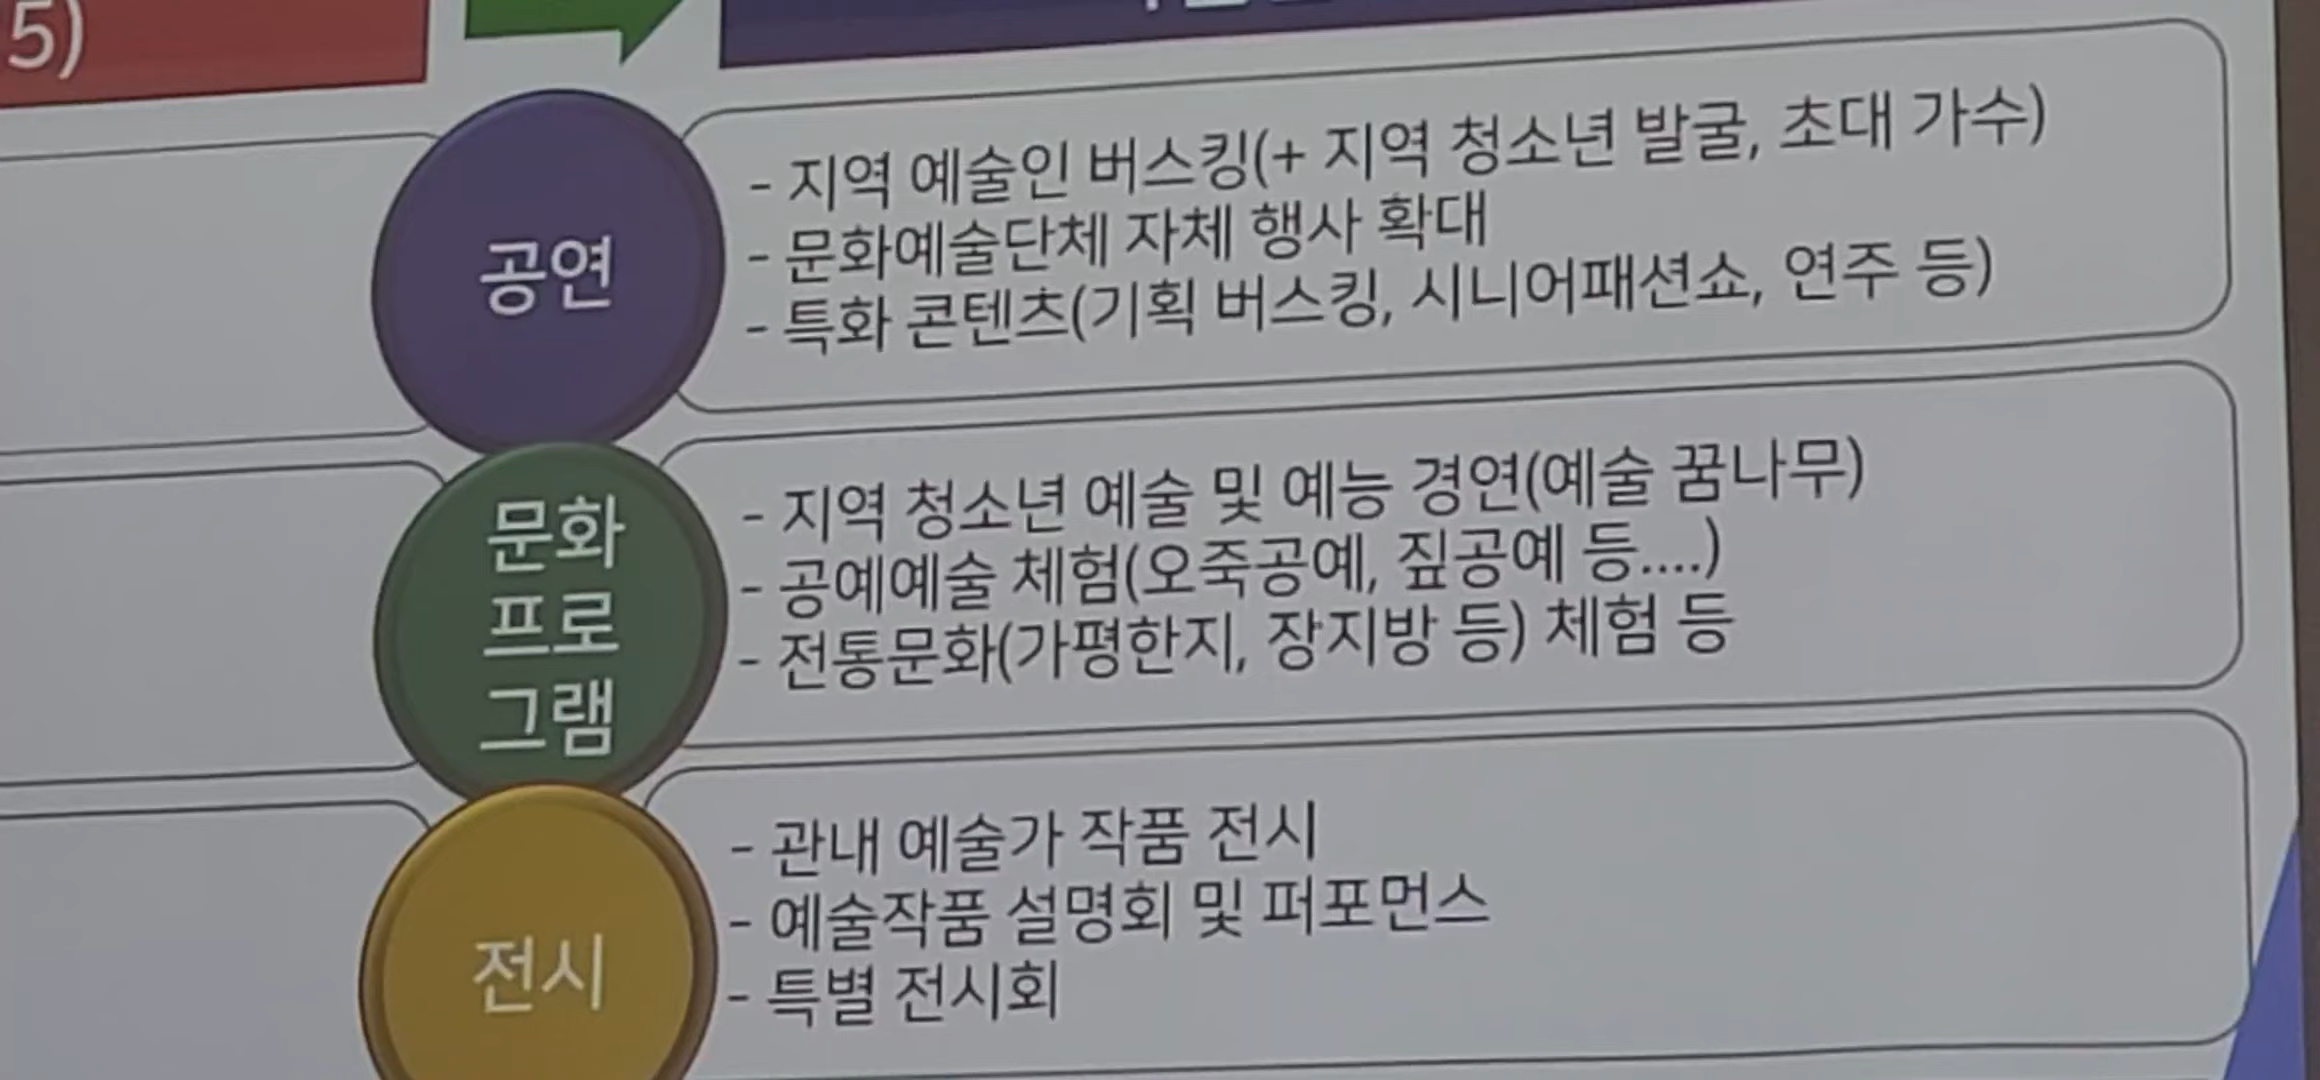 5)
공연
- 지역 예술인 버스킹(+ 지역 청소년 발굴, 초대 가수)
- 문화예술단체 자체 행사 확대
- 특화 콘텐츠(기획 버스킹, 시니어패션쇼, 연주 등)
문화
프로
그램
- 지역 청소년 예술 및 예능 경연(예술 꿈나무)
- 공예예술 체험(오죽공예, 짚공예 등....)
- 전통문화(가평한지, 장지방 등) 체험 등
전시
- 관내 예술가 작품 전시
- 예술작품 설명회 및 퍼포먼스
- 특별 전시회